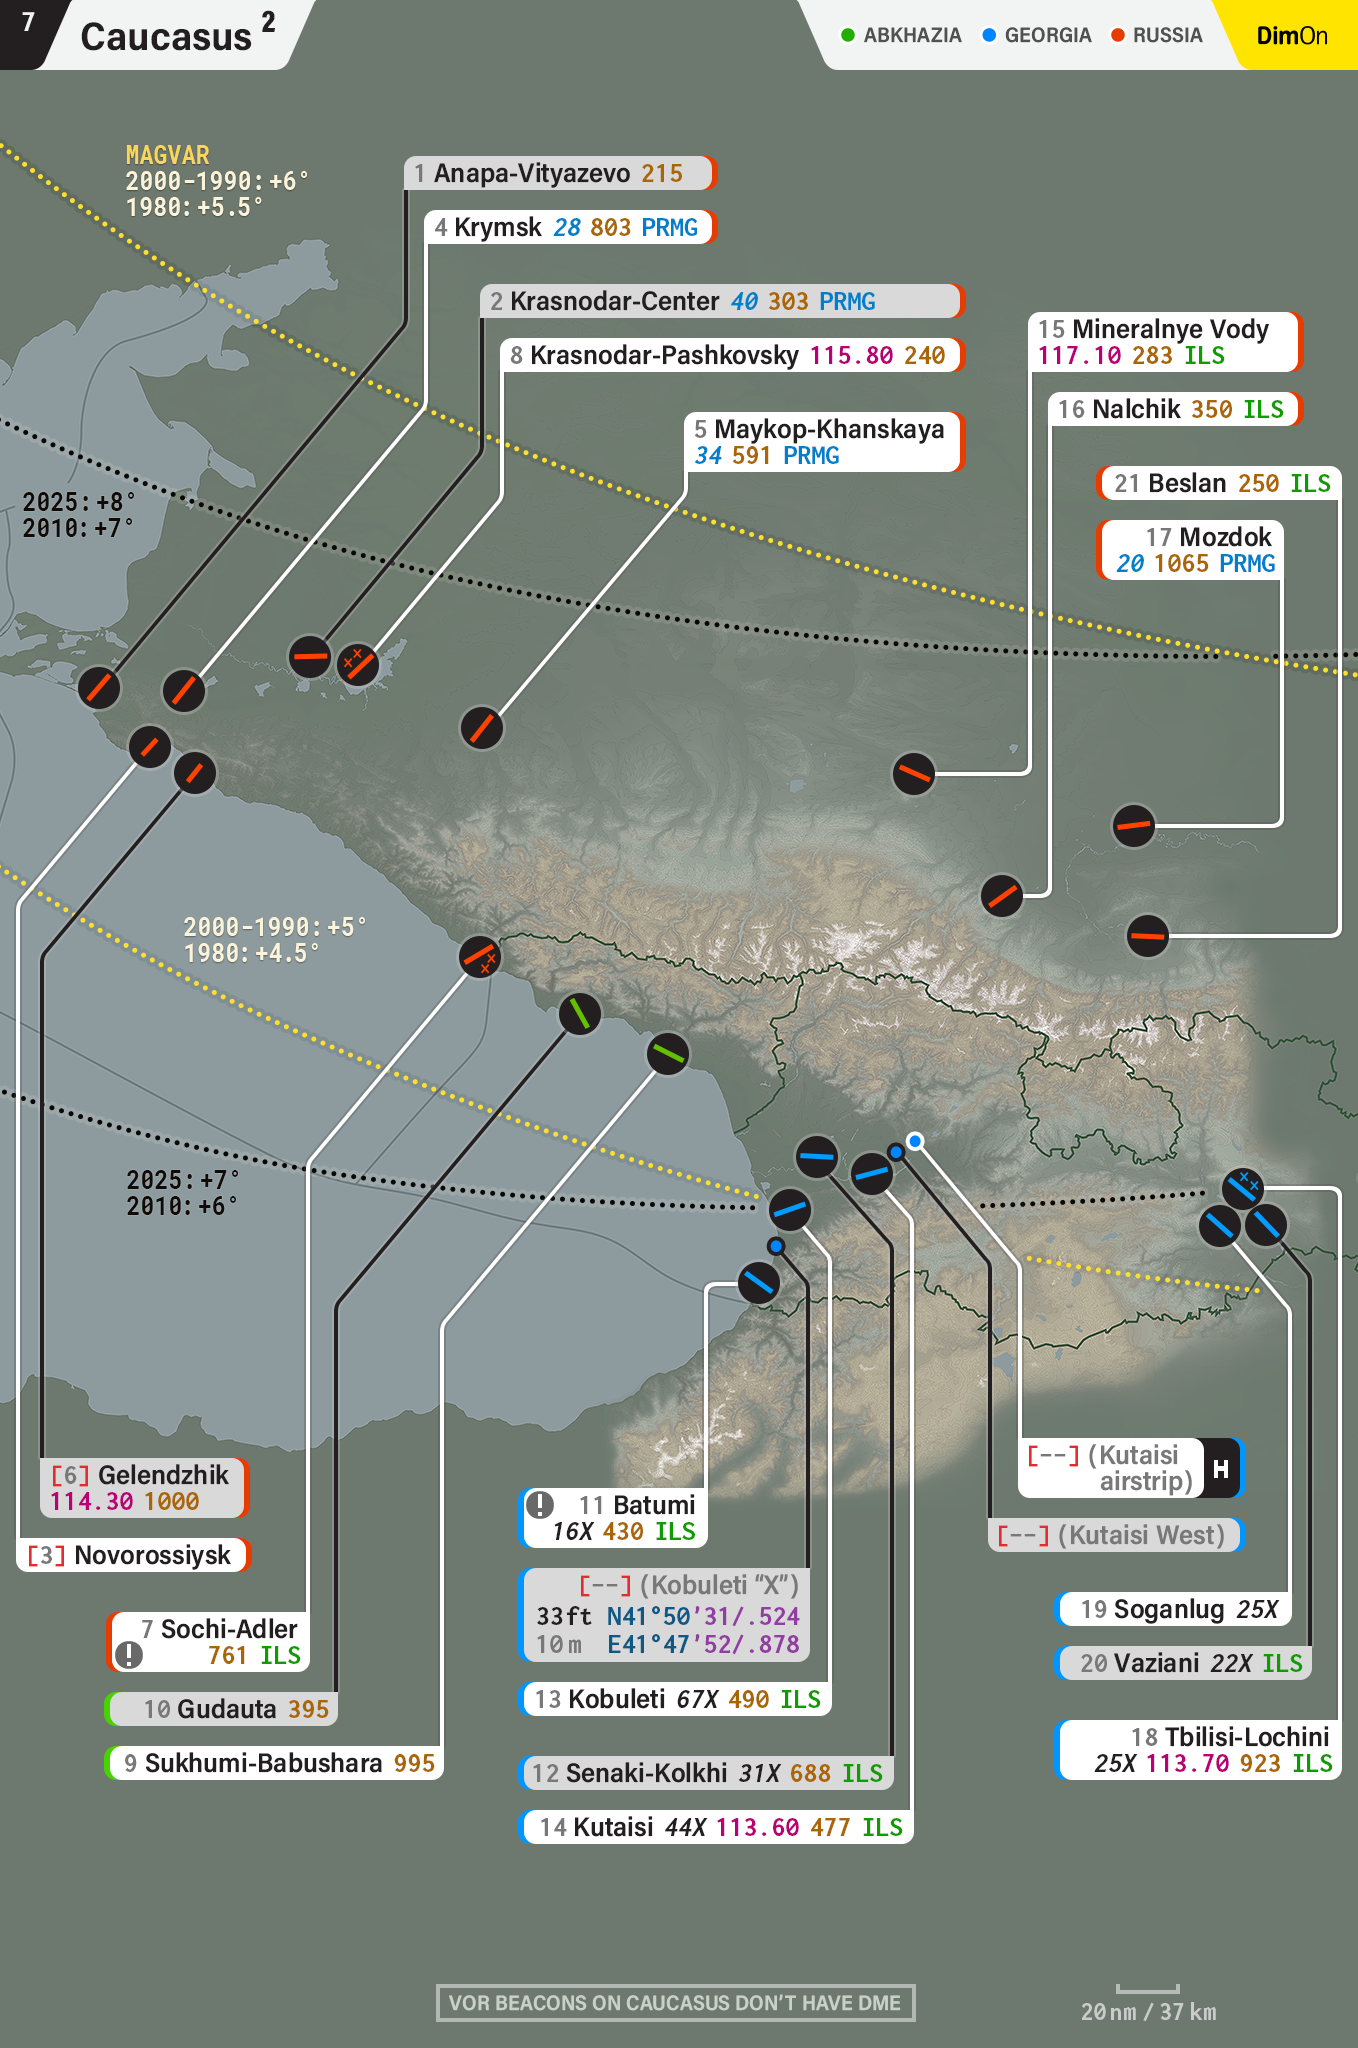 7
Caucasus 2
ABKHAZIA
GEORGIA
RUSSIA
DimOn
MAGVAR
2000-1990: +6°
1980: +5.5°
1 Anapa-Vityazevo 215
4 Krymsk 28 803 PRMG
2 Krasnodar-Center 40 303 PRMG
8 Krasnodar-Pashkovsky 115.80 240
5 Maykop-Khanskaya
34 591 PRMG
15 Mineralnye Vody
117.10 283 ILS
16 Nalchik 350 ILS
21 Beslan 250 ILS
17 Mozdok
20 1065 PRMG
2025: +8°
2010: +7°
2000-1990: +5°
1980: +4.5°
2025: +7°
2010: +6°
[6] Gelendzhik
114.30 1000
[3] Novorossiysk
7 Sochi-Adler
! 761 ILS
10 Gudauta 395
9 Sukhumi-Babushara 995
! 11 Batumi
16X 430 ILS
[--] (Kobuleti “X”)
33ft N41°50’31/.524
10m E41°47’52/.878
13 Kobuleti 67X 490 ILS
12 Senaki-Kolkhi 31X 688 ILS
14 Kutaisi 44X 113.60 477 ILS
[--] (Kutaisi
airstrip) H
[--] (Kutaisi West)
19 Soganlug 25X
20 Vaziani 22X ILS
18 Tbilisi-Lochini
25X 113.70 923 ILS
VOR BEACONS ON CAUCASUS DON’T HAVE DME
20nm / 37km